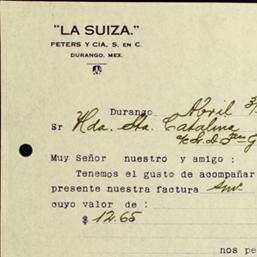 "LA SUIZA."
PETERS Y CIA, S. EN C.
DURANGO, MEX.
Durango Abril 3/
Sr Hda. Sta. Catalina
Muy Señor nuestro y amigo :
Tenemos el gusto de acompañar
presente nuestra factura
cuyo valor de :
$ 12.65
nos pe